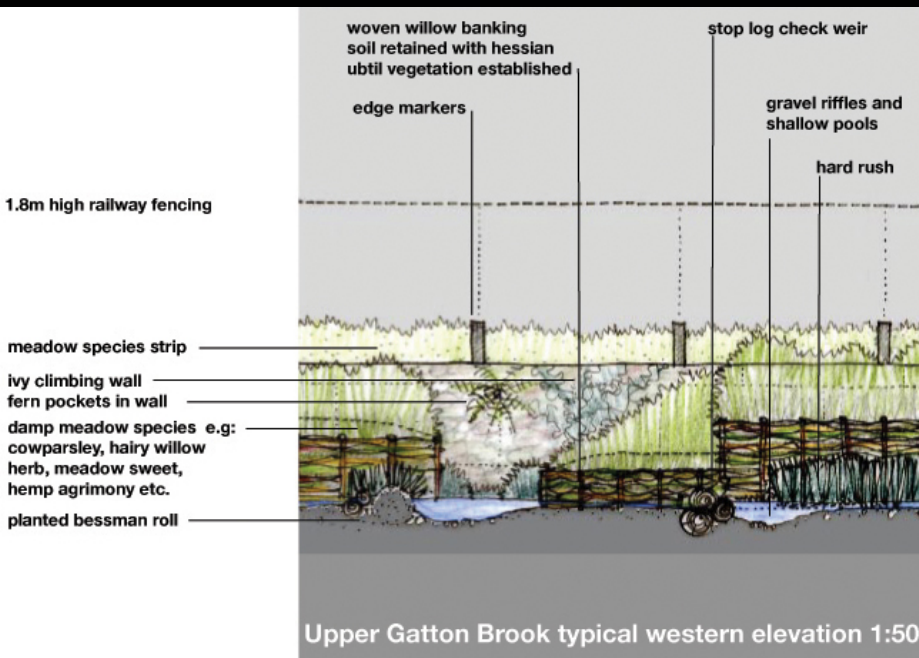 woven willow banking
soil retained with hessian
ubtil vegetation established
stop log check weir
edge markers
gravel riffles and
shallow pools
hard rush
1.8m high railway fencing
meadow species strip
ivy climbing wall
fern pockets in wall
damp meadow species e.g:
cowparsley, hairy willow
herb, meadow sweet,
hemp agrimony etc.
planted bessman roll
Upper Gatton Brook typical western elevation 1:50